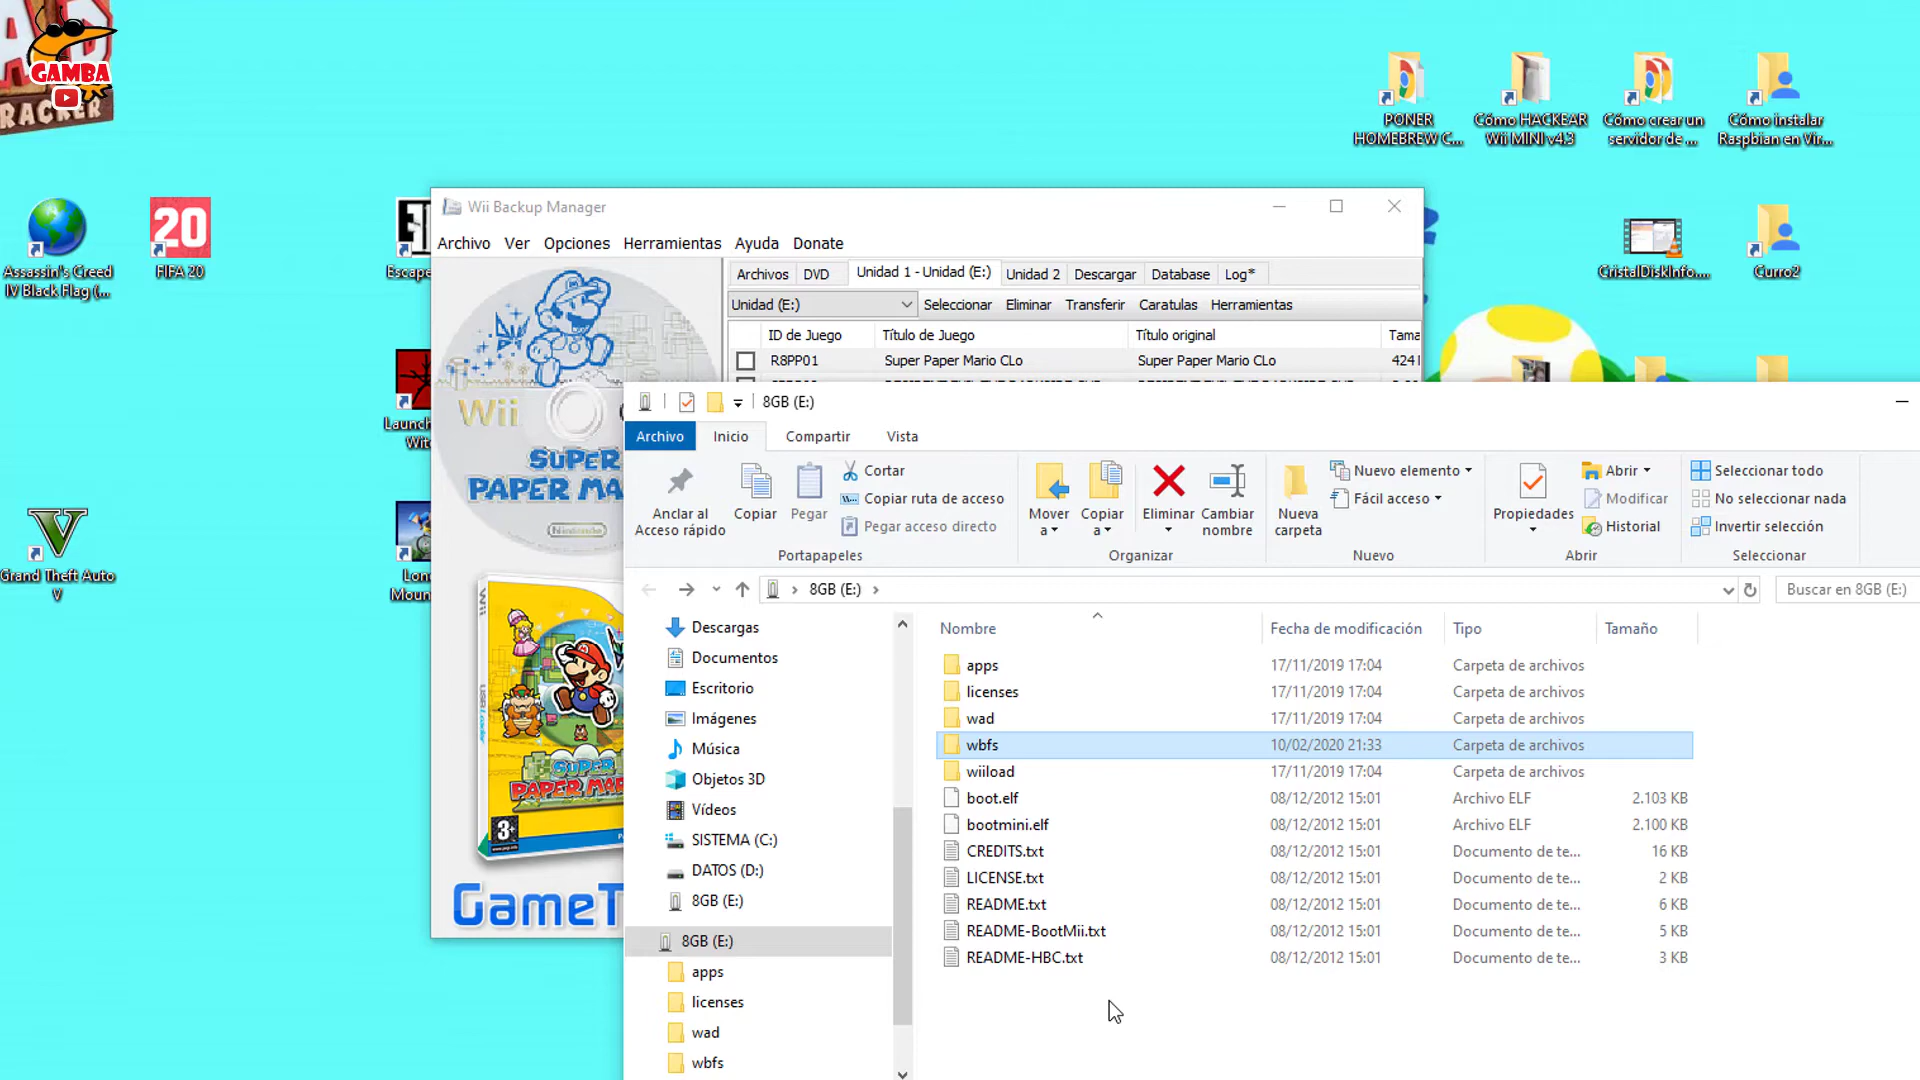 GAMBA
CRACKER
PONER
HOMEBREW C...
Cómo HACKEAR
Wii MINI v4.3
Cómo crear un
servidor de ...
Cómo instalar
Raspbian en Vir...
Assassin's Creed
IV Black Flag (...
20
FIFA 20
Escape
CristalDiskInfo....
Curro2
Launch
Wit
Grand Theft Auto
V
Lon
Moun
Wii Backup Manager
Archivo Ver Opciones Herramientas Ayuda Donate
Archivos DVD Unidad 1 - Unidad (E:) Unidad 2 Descargar Database Log*
Unidad (E:) Seleccionar Eliminar Transferir Caratulas Herramientas
ID de Juego Título de Juego Título original Tama
R8PP01 Super Paper Mario CLo Super Paper Mario CLo 424
Wii
SUPER
PAPER MA
Nintendo
Wii
SUPER
PAPER MAR
3+
GameT
8GB (E:)
Archivo Inicio Compartir Vista
Anclar al
Acceso rápido
Copiar
Pegar
Cortar
Copiar ruta de acceso
Pegar acceso directo
Portapapeles
Mover
a
Copiar
a
Eliminar
Cambiar
nombre
Organizar
Nueva
carpeta
Nuevo elemento
Fácil acceso
Nuevo
Propiedades
Abrir
Modificar
Historial
Abrir
Seleccionar todo
No seleccionar nada
Invertir selección
Seleccionar
8GB (E:)
Buscar en 8GB (E:)
Descargas
Documentos
Escritorio
Imágenes
Música
Objetos 3D
Vídeos
SISTEMA (C:)
DATOS (D:)
8GB (E:)
8GB (E:)
apps
licenses
wad
wbfs
Nombre Fecha de modificación Tipo Tamaño
apps 17/11/2019 17:04 Carpeta de archivos
licenses 17/11/2019 17:04 Carpeta de archivos
wad 17/11/2019 17:04 Carpeta de archivos
wbfs 10/02/2020 21:33 Carpeta de archivos
wiiload 17/11/2019 17:04 Carpeta de archivos
boot.elf 08/12/2012 15:01 Archivo ELF 2.103 KB
bootmini.elf 08/12/2012 15:01 Archivo ELF 2.100 KB
CREDITS.txt 08/12/2012 15:01 Documento de te... 16 KB
LICENSE.txt 08/12/2012 15:01 Documento de te... 2 KB
README.txt 08/12/2012 15:01 Documento de te... 6 KB
README-BootMii.txt 08/12/2012 15:01 Documento de te... 5 KB
README-HBC.txt 08/12/2012 15:01 Documento de te... 3 KB